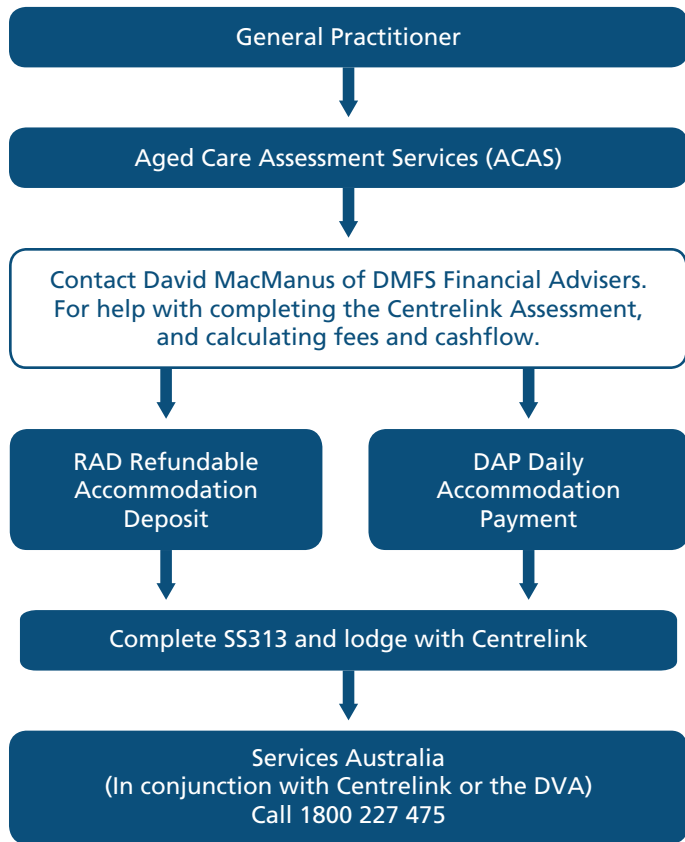 General Practitioner
Aged Care Assessment Services (ACAS)
Contact David MacManus of DMFS Financial Advisers.
For help with completing the Centrelink Assessment,
and calculating fees and cashflow.
RAD Refundable
Accommodation
Deposit
DAP Daily
Accommodation
Payment
Complete SS313 and lodge with Centrelink
Services Australia
(In conjunction with Centrelink or the DVA)
Call 1800 227 475